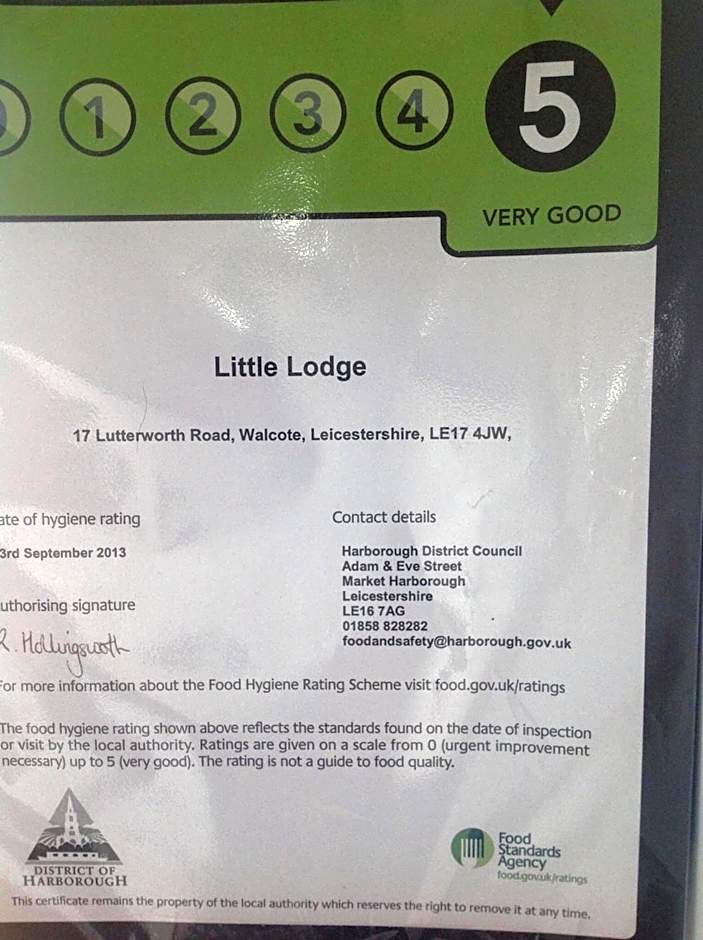 1 2 3 4 5
VERY GOOD
Little Lodge
17 Lutterworth Road, Walcote, Leicestershire, LE17 4JW,
ate of hygiene rating
3rd September 2013
uthorising signature
R. Hollingsworth
Contact details
Harborough District Council
Adam & Eve Street
Market Harborough
Leicestershire
LE16 7AG
01858 828282
foodandsafety@harborough.gov.uk
For more information about the Food Hygiene Rating Scheme visit food.gov.uk/ratings
The food hygiene rating shown above reflects the standards found on the date of inspection
or visit by the local authority. Ratings are given on a scale from 0 (urgent improvement
necessary) up to 5 (very good). The rating is not a guide to food quality.
DISTRICT OF
HARBOROUGH
Food
Standards
Agency
food.gov.uk/ratings
This certificate remains the property of the local authority which reserves the right to remove it at any time.